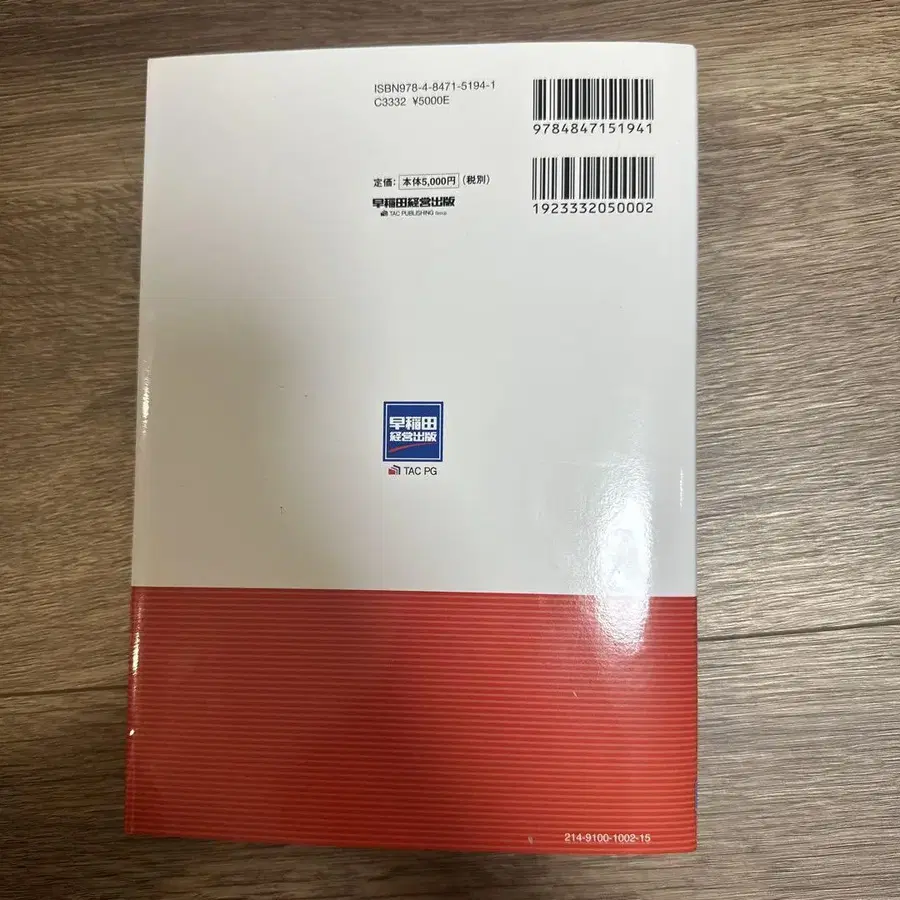 ISBN978-4-8471-5194-1
C3332 ¥5000E
9784847151941
定価: 本体5,000円 (税別)
早稲田経営出版
TAC PUBLISHING Group
1923332050002
早稲田
経営出版
TAC PG
214-9100-1002-15